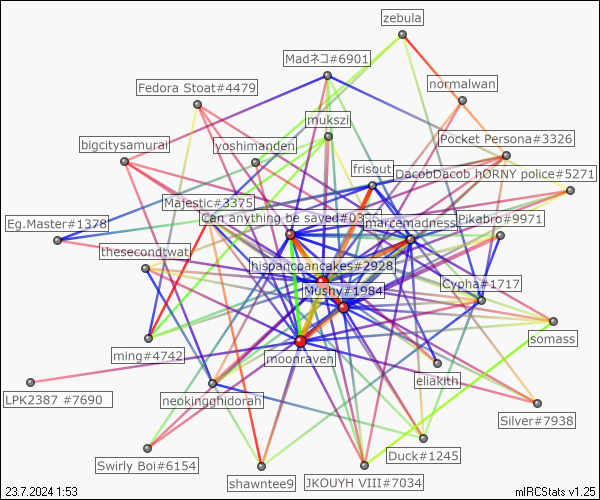 zebula
Madネコ#6901
Fedora Stoat#4479
normalwan
mukszi
bigcitysamurai
yoshimanden
Pocket Persona#3326
frisout
DacobDacob hORNY police#5271
Majestic#3375
Can anything be saved#03
marcemadness
Pikabro#9971
Eg.Master#1378
thesecondtwat
hispancpancakes#2928
Mushy#1984
Cypha#1717
somass
ming#4742
moonraven
eliakith
LPK2387 #7690
neokingghidorah
Silver#7938
Duck#1245
Swirly Boi#6154
shawntee9
JKOUYH VIII#7034
23.7.2024 1:53
mIRCStats v1.25